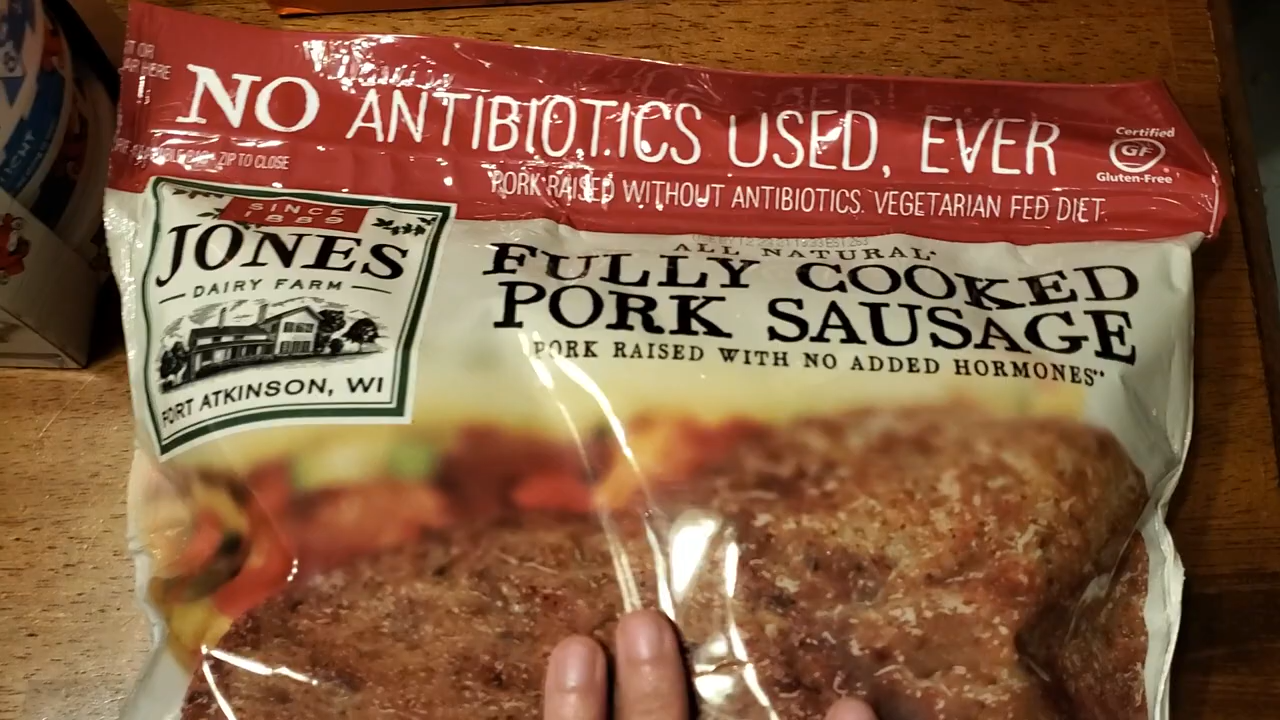 NO ANTIBIOTICS USED, EVER
Certified
GF
Gluten-Free
ZIP TO CLOSE
PORK RAISED WITHOUT ANTIBIOTICS. VEGETARIAN FED DIET.
SINCE
1889
JONES
DAIRY FARM
FORT ATKINSON, WI
ALL NATURAL*
FULLY COOKED
PORK SAUSAGE
PORK RAISED WITH NO ADDED HORMONES**